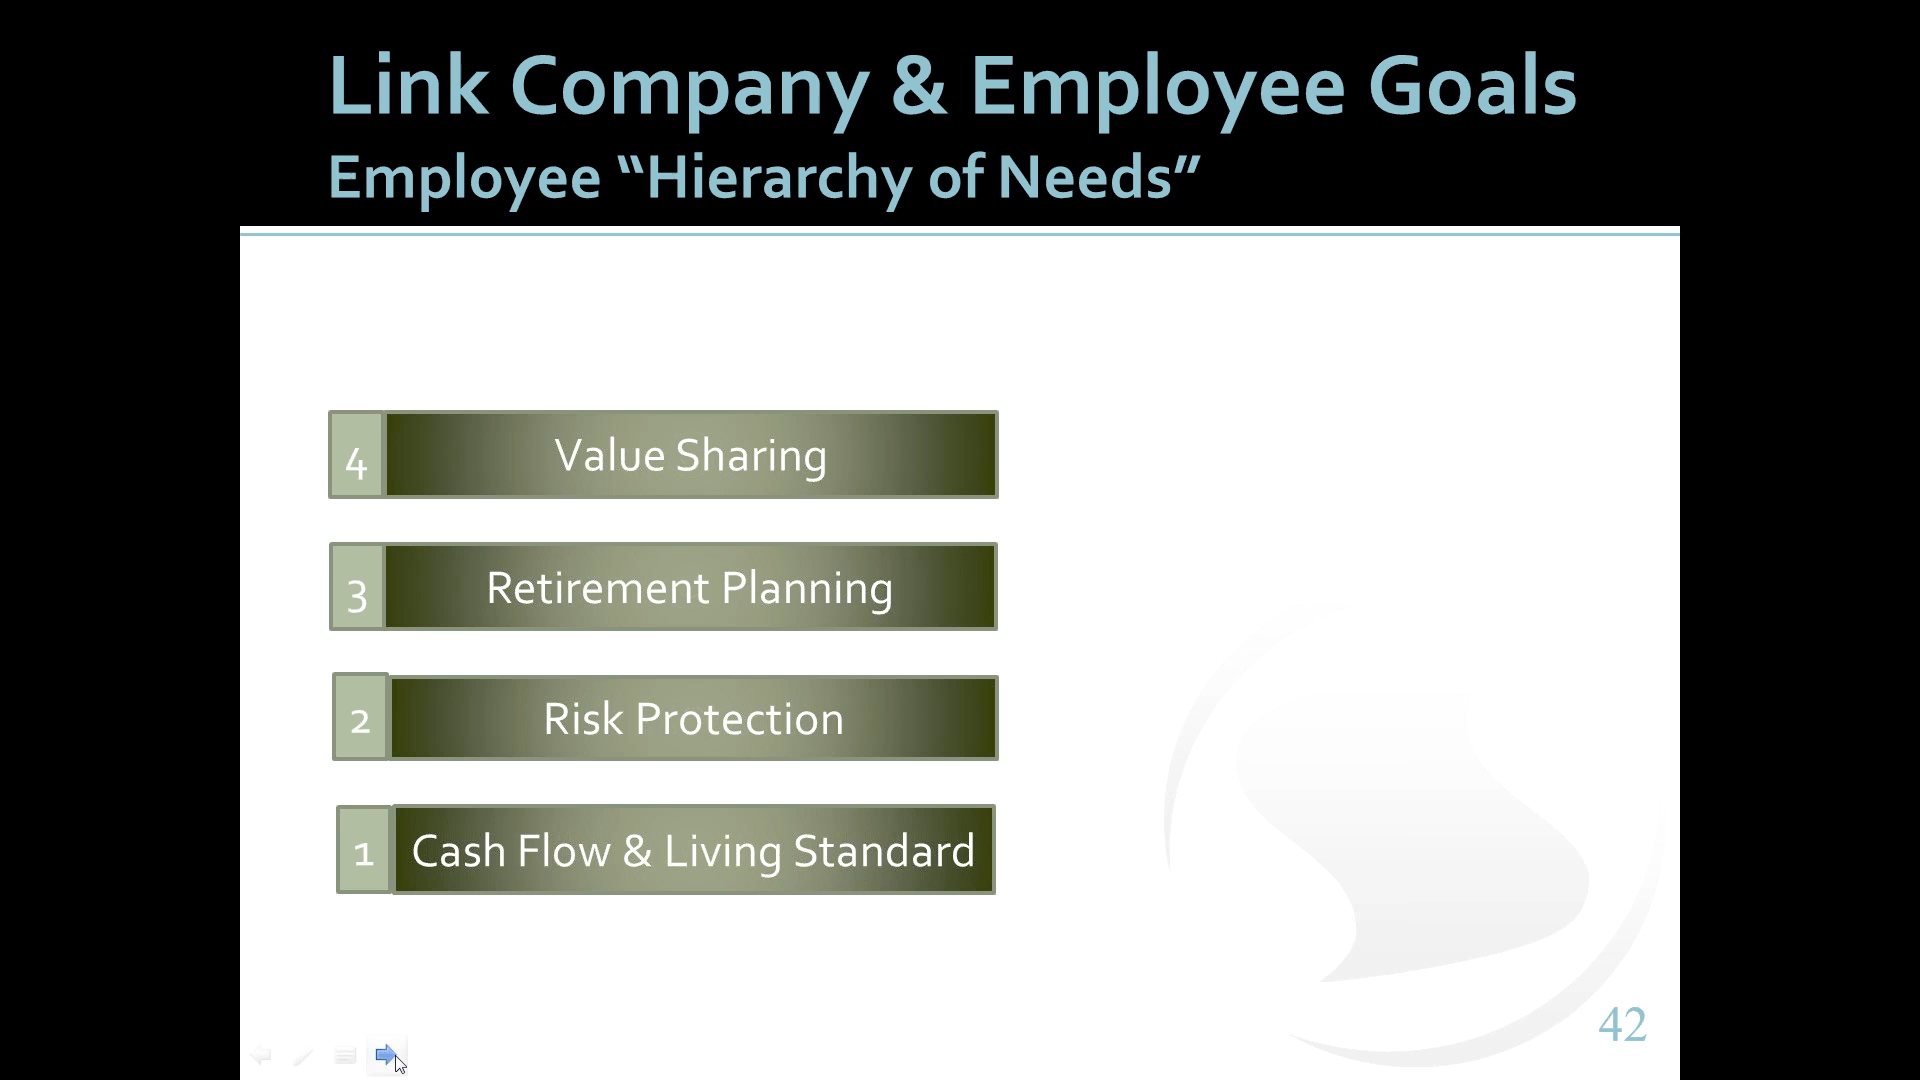 Link Company & Employee Goals
Employee “Hierarchy of Needs”
4 Value Sharing
3 Retirement Planning
2 Risk Protection
1 Cash Flow & Living Standard
42